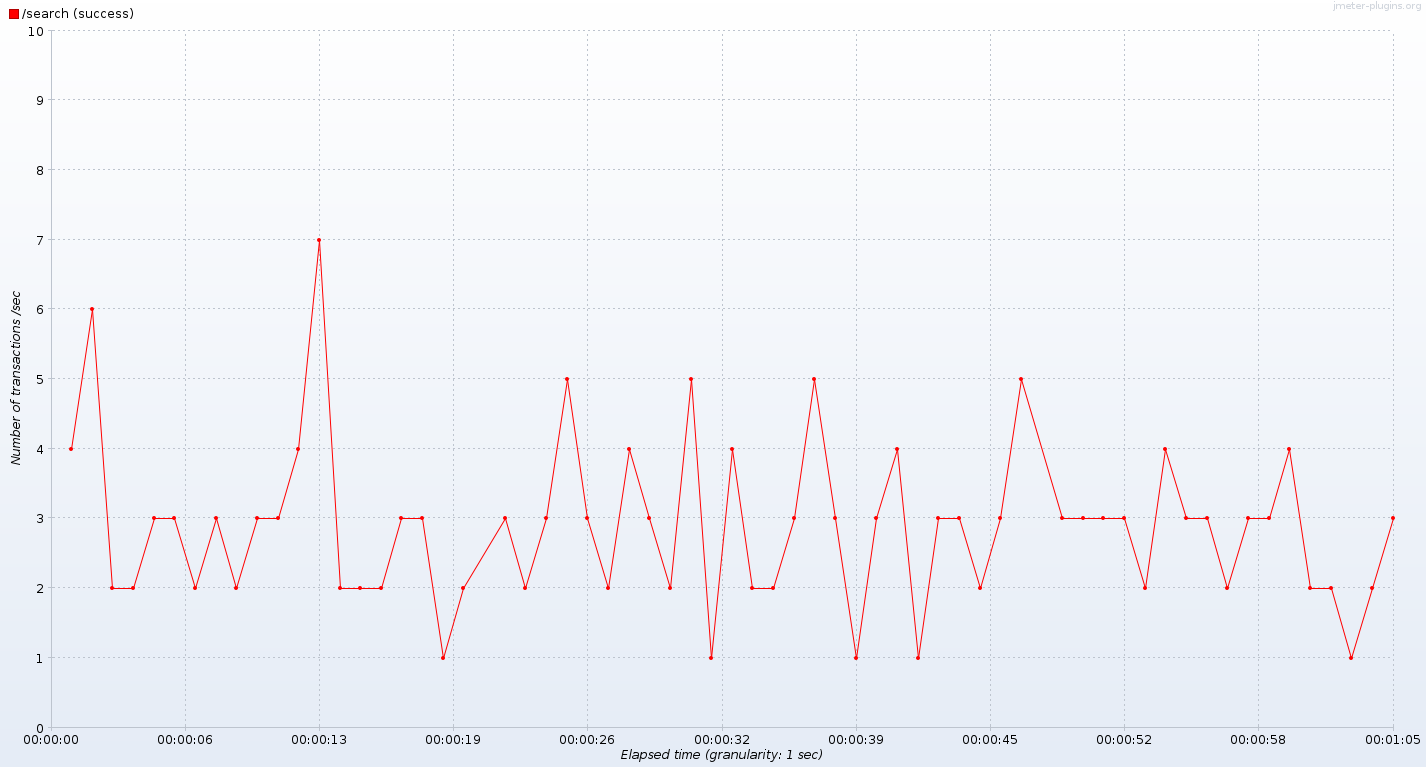 /search (success)
jmeter-plugins.org
10
9
8
7
6
5
4
3
2
1
0
Number of transactions /sec
00:00:00 00:00:06 00:00:13 00:00:19 00:00:26 00:00:32 00:00:39 00:00:45 00:00:52 00:00:58 00:01:05
Elapsed time (granularity: 1 sec)